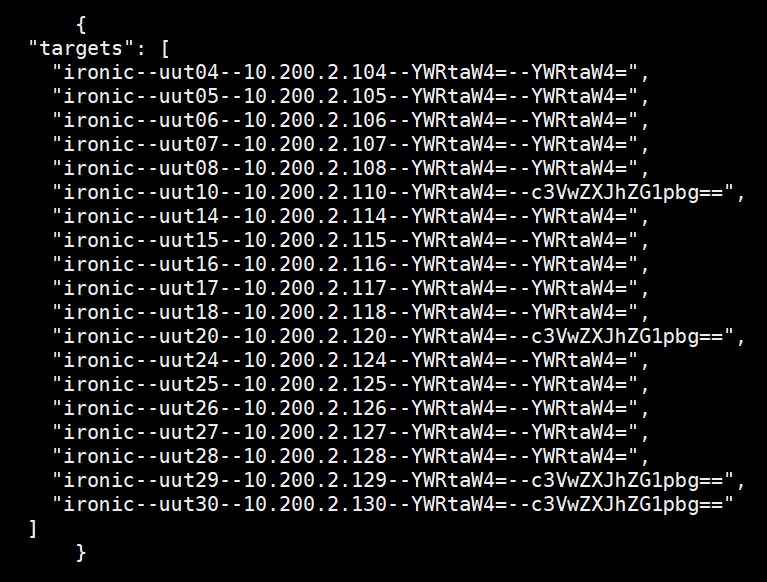 {
"targets": [
"ironic--uut04--10.200.2.104--YWRtaW4=--YWRtaW4=",
"ironic--uut05--10.200.2.105--YWRtaW4=--YWRtaW4=",
"ironic--uut06--10.200.2.106--YWRtaW4=--YWRtaW4=",
"ironic--uut07--10.200.2.107--YWRtaW4=--YWRtaW4=",
"ironic--uut08--10.200.2.108--YWRtaW4=--YWRtaW4=",
"ironic--uut10--10.200.2.110--YWRtaW4=--c3VwZXJhZG1pbg==",
"ironic--uut14--10.200.2.114--YWRtaW4=--YWRtaW4=",
"ironic--uut15--10.200.2.115--YWRtaW4=--YWRtaW4=",
"ironic--uut16--10.200.2.116--YWRtaW4=--YWRtaW4=",
"ironic--uut17--10.200.2.117--YWRtaW4=--YWRtaW4=",
"ironic--uut18--10.200.2.118--YWRtaW4=--YWRtaW4=",
"ironic--uut20--10.200.2.120--YWRtaW4=--c3VwZXJhZG1pbg==",
"ironic--uut24--10.200.2.124--YWRtaW4=--YWRtaW4=",
"ironic--uut25--10.200.2.125--YWRtaW4=--YWRtaW4=",
"ironic--uut26--10.200.2.126--YWRtaW4=--YWRtaW4=",
"ironic--uut27--10.200.2.127--YWRtaW4=--YWRtaW4=",
"ironic--uut28--10.200.2.128--YWRtaW4=--YWRtaW4=",
"ironic--uut29--10.200.2.129--YWRtaW4=--c3VwZXJhZG1pbg==",
"ironic--uut30--10.200.2.130--YWRtaW4=--c3VwZXJhZG1pbg=="
]
}